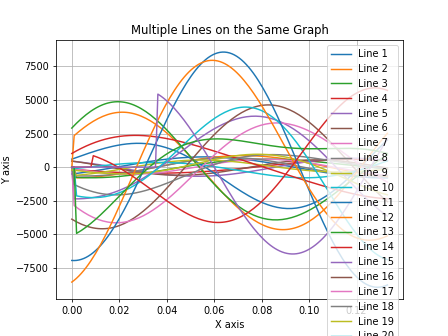 Multiple Lines on the Same Graph
Y axis
7500
5000
2500
0
−2500
−5000
−7500
0.00
0.02
0.04
0.06
0.08
0.10
X axis
Line 1
Line 2
Line 3
Line 4
Line 5
Line 6
Line 7
Line 8
Line 9
Line 10
Line 11
Line 12
Line 13
Line 14
Line 15
Line 16
Line 17
Line 18
Line 19
Line 20